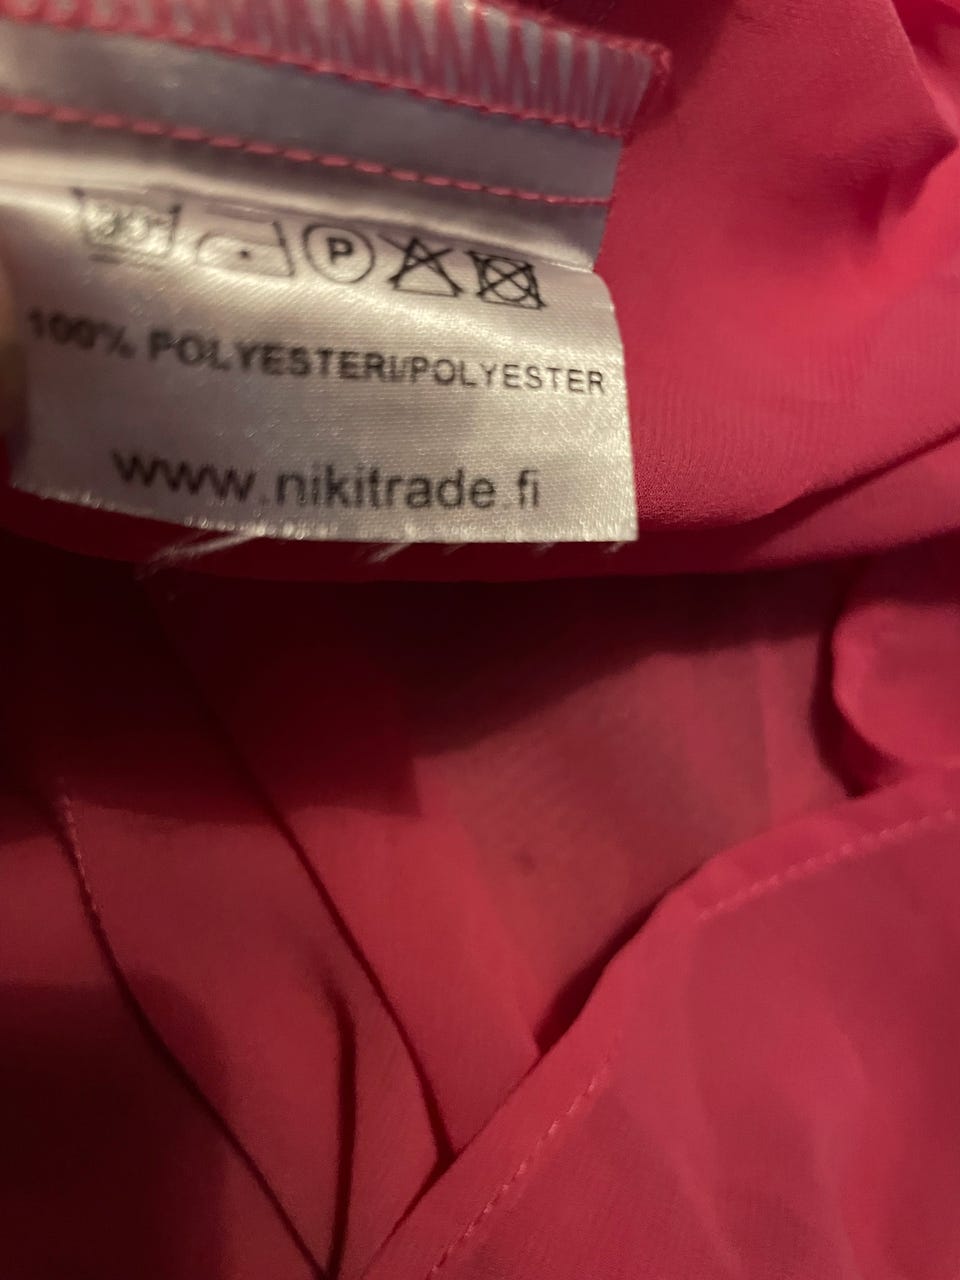 P
100% POLYESTERI/POLYESTER
www.nikitrade.fi